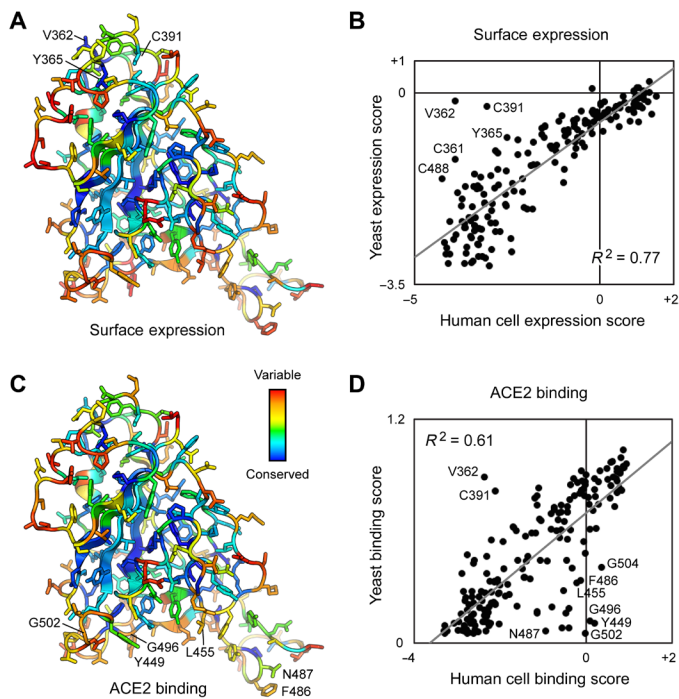 A
V362
C391
Y365
Surface expression
B
Surface expression
+1
0
V362
C391
Y365
C361
C488
Yeast expression score
R² = 0.77
−3.5
−5
0
+2
Human cell expression score
C
Variable
Conserved
G502
G496
Y449
L455
N487
F486
ACE2 binding
D
ACE2 binding
1.2
R² = 0.61
V362
C391
Yeast binding score
G504
F486
L455
G496
Y449
N487
G502
0
−4
0
+2
Human cell binding score